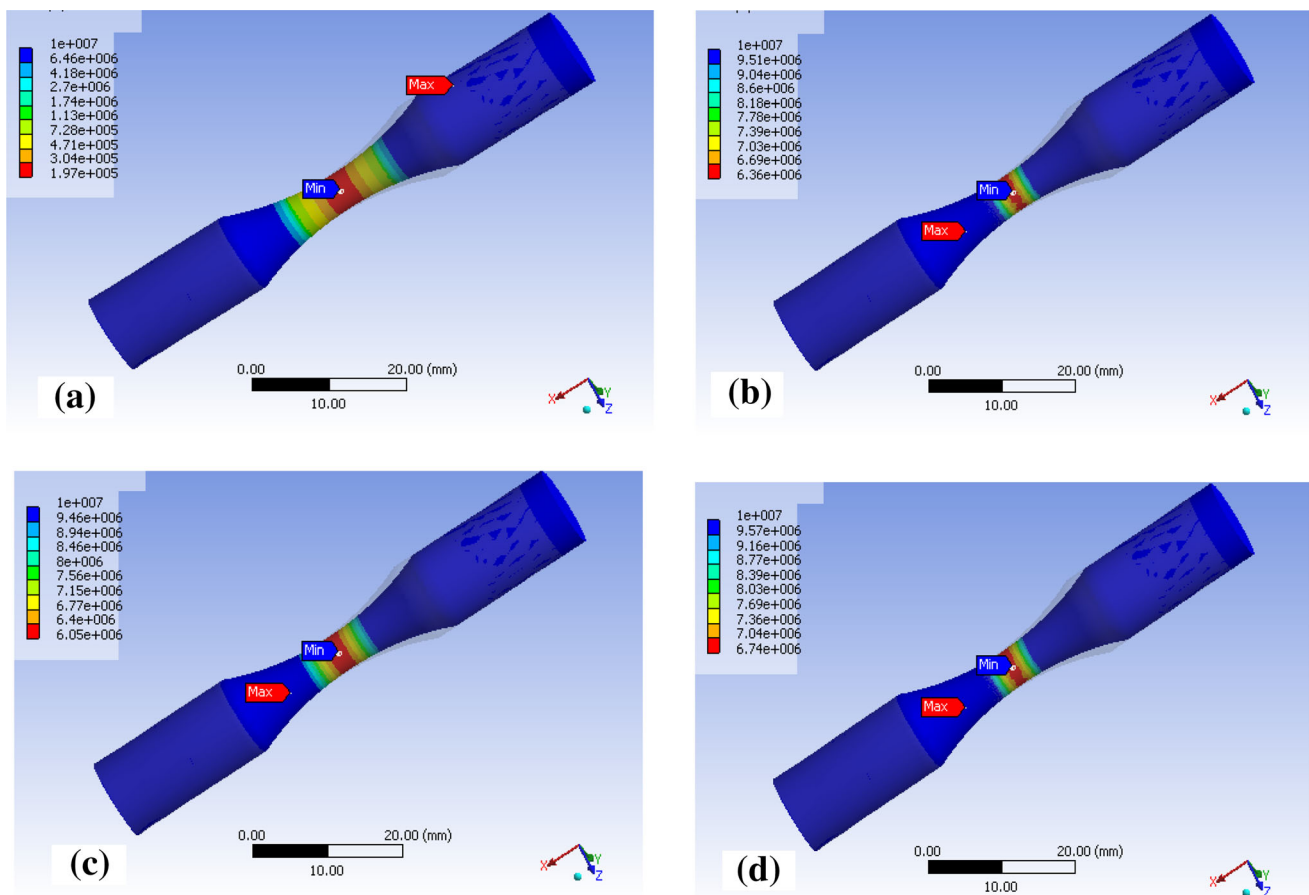 1e+007
6.46e+006
4.18e+006
2.7e+006
1.74e+006
1.13e+006
7.28e+005
4.71e+005
3.04e+005
1.97e+005
Max
Min
0.00 20.00 (mm)
10.00
X Y Z
(a)
1e+007
9.51e+006
9.04e+006
8.6e+006
8.18e+006
7.78e+006
7.39e+006
7.03e+006
6.69e+006
6.36e+006
Min
Max
0.00 20.00 (mm)
10.00
X Y Z
(b)
1e+007
9.46e+006
8.94e+006
8.46e+006
8e+006
7.56e+006
7.15e+006
6.77e+006
6.4e+006
6.05e+006
Min
Max
0.00 20.00 (mm)
10.00
X Y Z
(c)
1e+007
9.57e+006
9.16e+006
8.77e+006
8.39e+006
8.03e+006
7.69e+006
7.36e+006
7.04e+006
6.74e+006
Min
Max
0.00 20.00 (mm)
10.00
X Y Z
(d)